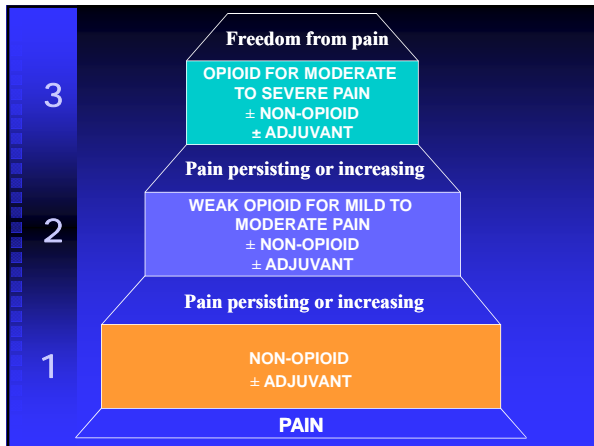 Freedom from pain
3
OPIOID FOR MODERATE
TO SEVERE PAIN
± NON-OPIOID
± ADJUVANT
Pain persisting or increasing
2
WEAK OPIOID FOR MILD TO
MODERATE PAIN
± NON-OPIOID
± ADJUVANT
Pain persisting or increasing
1
NON-OPIOID
± ADJUVANT
PAIN